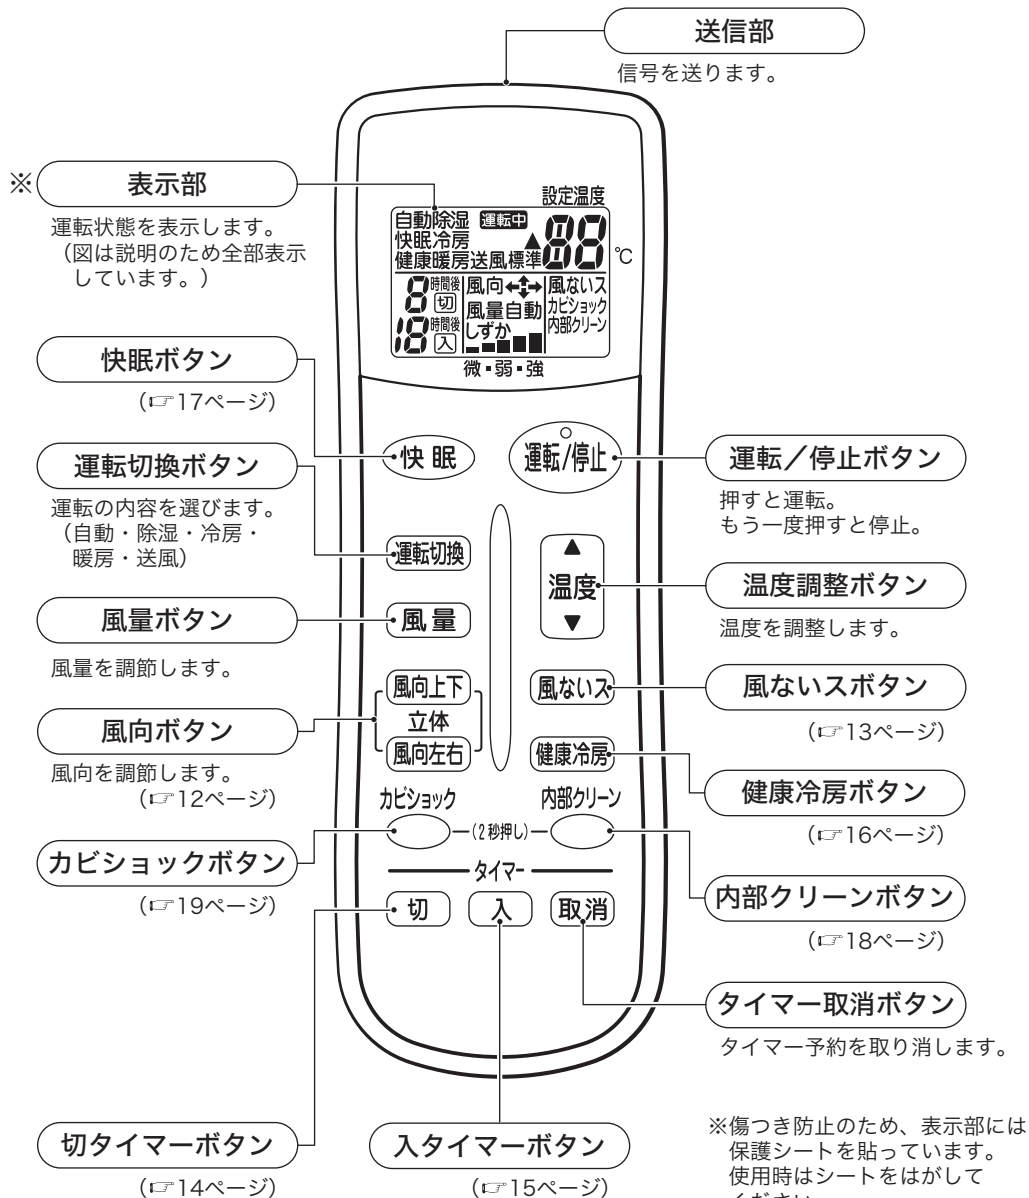 送信部
信号を送ります。
※ 表示部
運転状態を表示します。
（図は説明のため全部表示
しています。）
設定温度
自動除湿 運転中
快眠冷房 ▲
健康暖房送風標準 88 ℃
8 時間後 切
18 時間後 入
風向
風量自動
しずか
風ないス
カビショック
内部クリーン
微・弱・強
快眠ボタン
（☞17ページ）
運転切換ボタン
運転の内容を選びます。
（自動・除湿・冷房・
暖房・送風）
風量ボタン
風量を調節します。
風向ボタン
風向を調節します。
（☞12ページ）
カビショックボタン
（☞19ページ）
快眠
運転/停止
運転切換
▲
温度
▼
風量
風向上下
立体
風向左右
風ないス
健康冷房
カビショック
内部クリーン
（2秒押し）
タイマー
切
入
取消
運転／停止ボタン
押すと運転。
もう一度押すと停止。
温度調整ボタン
温度を調整します。
風ないスボタン
（☞13ページ）
健康冷房ボタン
（☞16ページ）
内部クリーンボタン
（☞18ページ）
タイマー取消ボタン
タイマー予約を取り消します。
切タイマーボタン
（☞14ページ）
入タイマーボタン
（☞15ページ）
※傷つき防止のため、表示部には
保護シートを貼っています。
使用時はシートをはがして